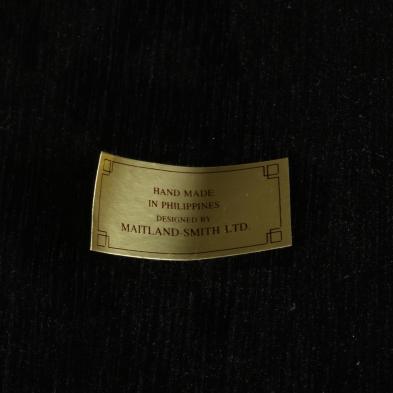 HAND MADE
IN PHILIPPINES
DESIGNED BY
MAITLAND-SMITH LTD.